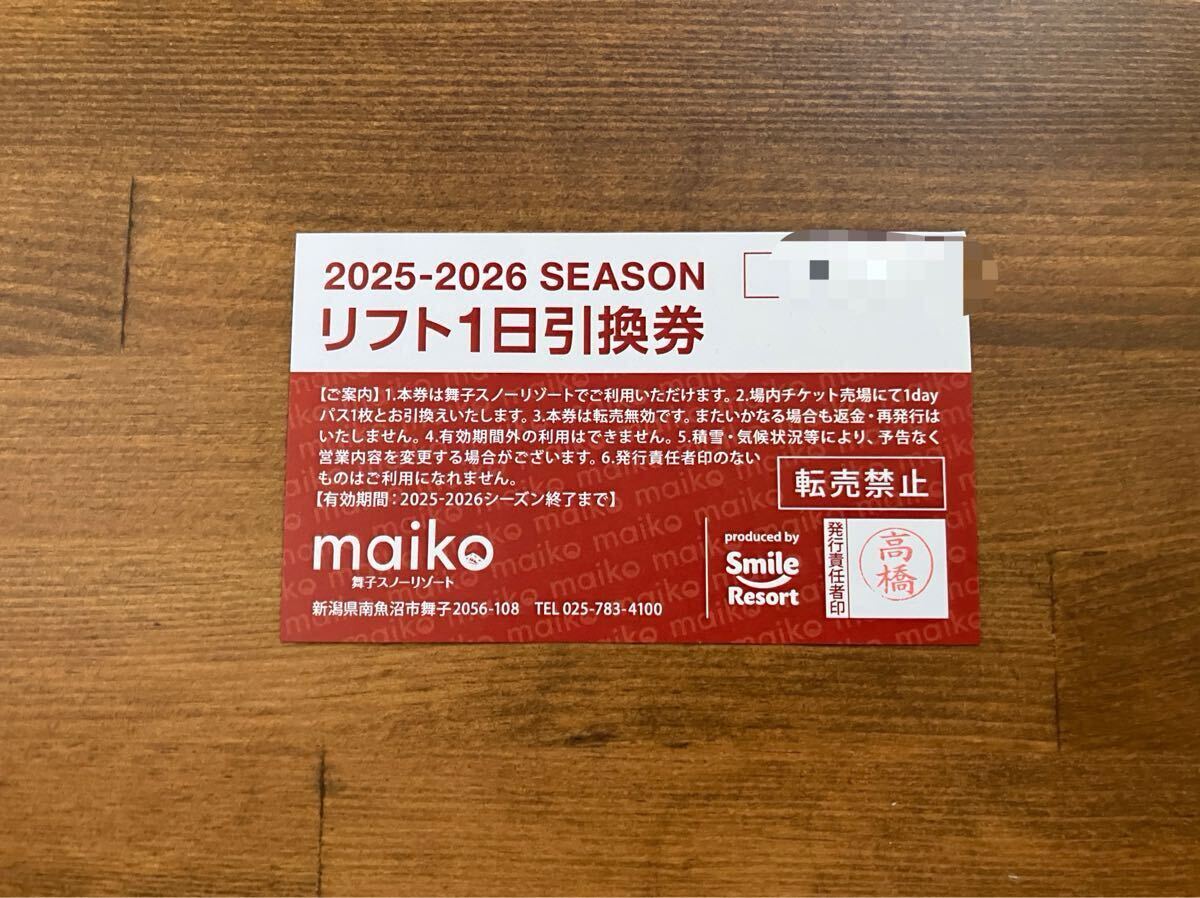 2025-2026 SEASON
リフト1日引換券
【ご案内】1.本券は舞子スノーリゾートでご利用いただけます。2.場内チケット売場にて1day
パス1枚とお引換えいたします。3.本券は転売無効です。またいかなる場合も返金・再発行は
いたしません。4.有効期間外の利用はできません。5.積雪・気候状況等により、予告なく
営業内容を変更する場合がございます。6.発行責任者印のない
ものはご利用になれません。
【有効期間：2025-2026シーズン終了まで】
転売禁止
maiko
舞子スノーリゾート
新潟県南魚沼市舞子2056-108 TEL 025-783-4100
produced by
Smile
Resort
発行責任者印
高橋